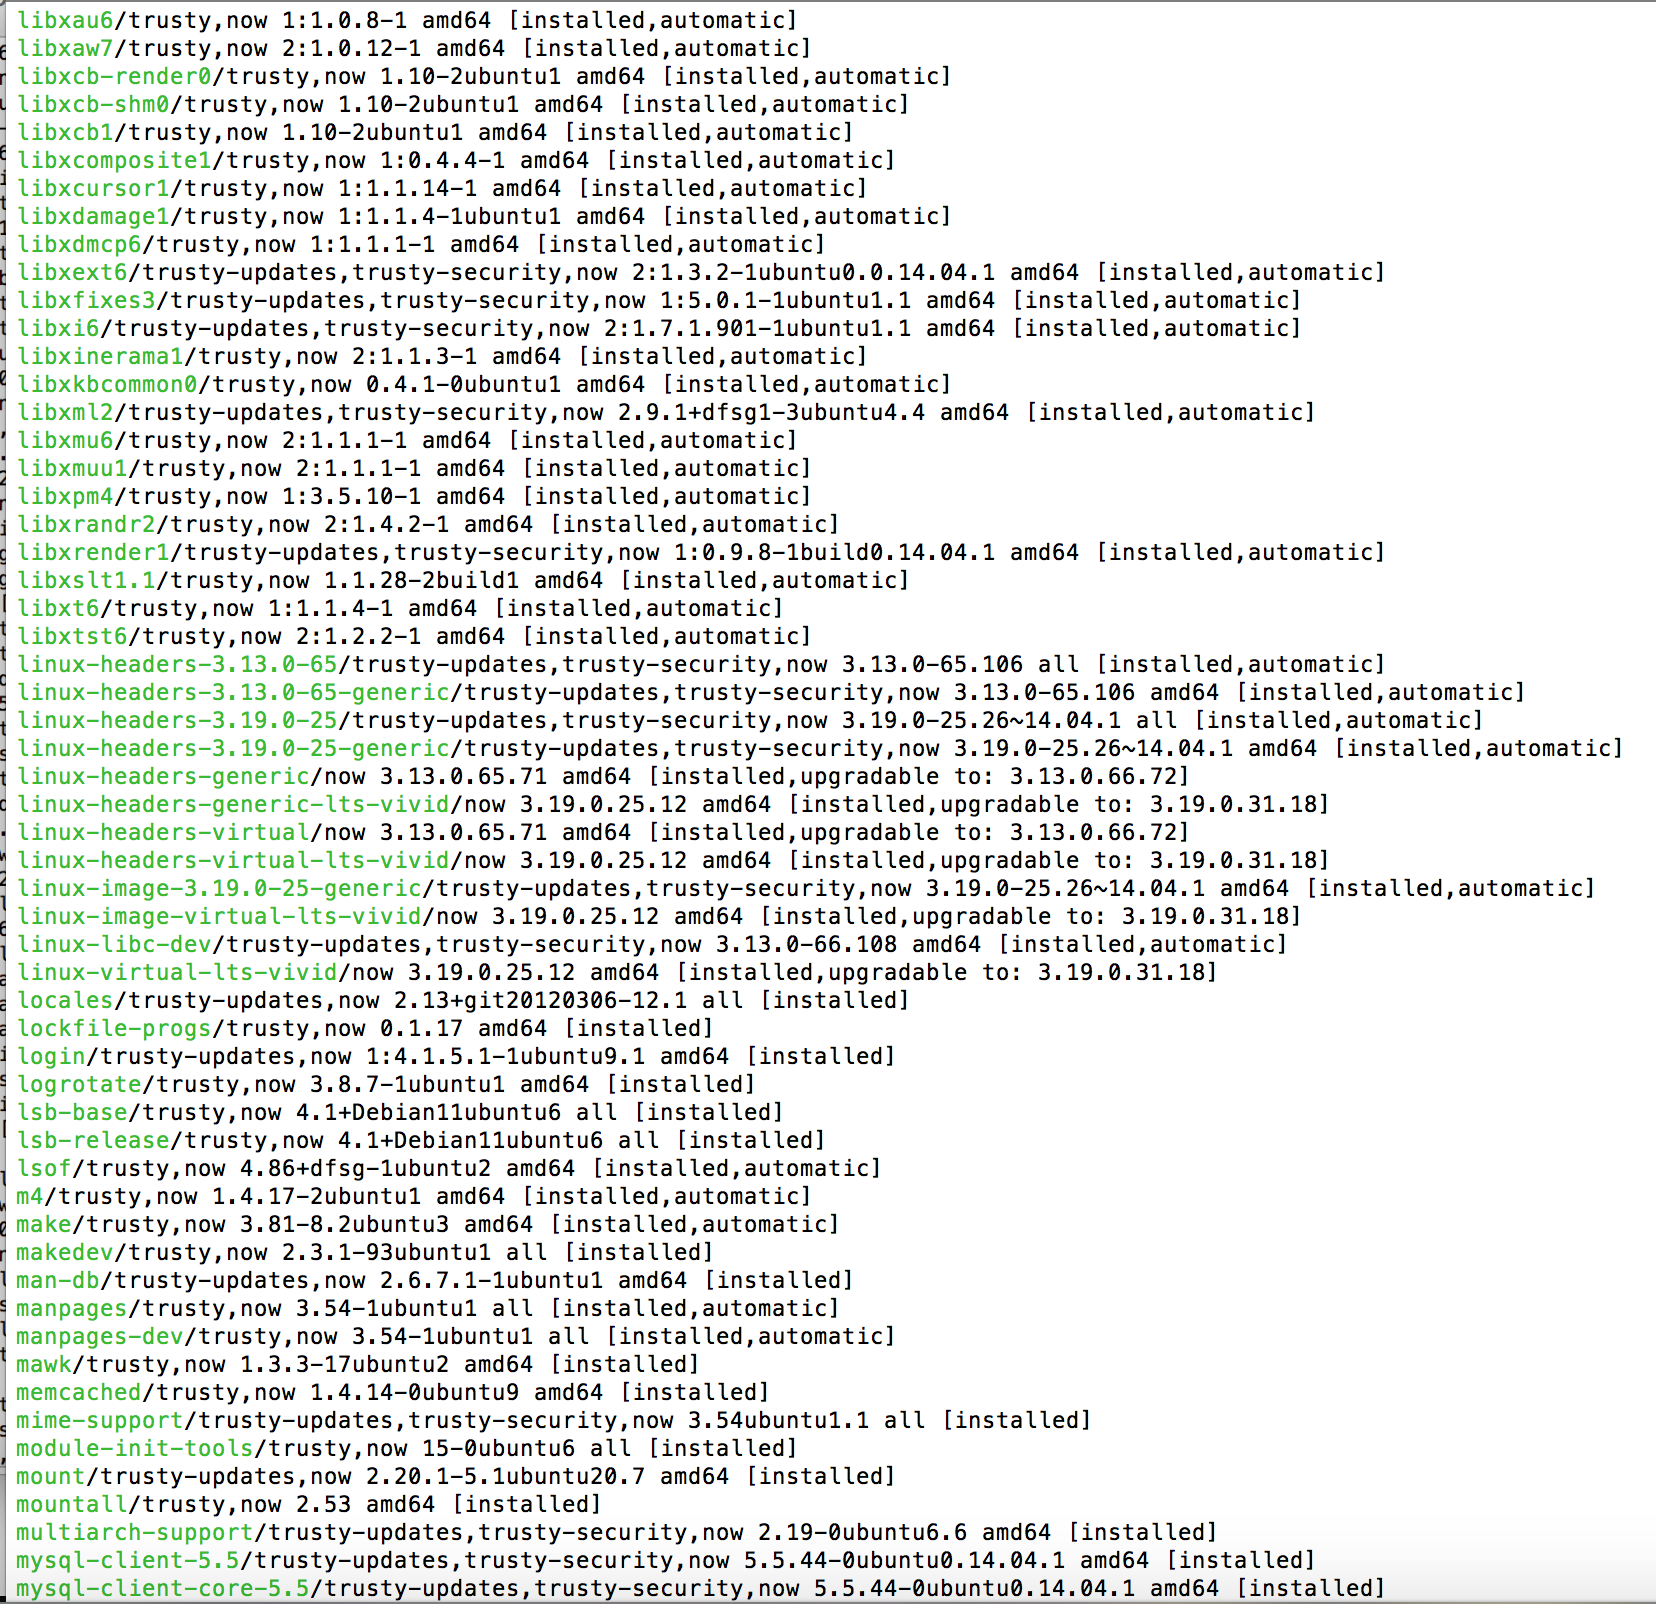 libxau6/trusty,now 1:1.0.8-1 amd64 [installed,automatic]
libxaw7/trusty,now 2:1.0.12-1 amd64 [installed,automatic]
libxcb-render0/trusty,now 1.10-2ubuntu1 amd64 [installed,automatic]
libxcb-shm0/trusty,now 1.10-2ubuntu1 amd64 [installed,automatic]
libxcb1/trusty,now 1.10-2ubuntu1 amd64 [installed,automatic]
libxcomposite1/trusty,now 1:0.4.4-1 amd64 [installed,automatic]
libxcursor1/trusty,now 1:1.1.14-1 amd64 [installed,automatic]
libxdamage1/trusty,now 1:1.1.4-1ubuntu1 amd64 [installed,automatic]
libxdmcp6/trusty,now 1:1.1.1-1 amd64 [installed,automatic]
libxext6/trusty-updates,trusty-security,now 2:1.3.2-1ubuntu0.0.14.04.1 amd64 [installed,automatic]
libxfixes3/trusty-updates,trusty-security,now 1:5.0.1-1ubuntu1.1 amd64 [installed,automatic]
libxi6/trusty-updates,trusty-security,now 2:1.7.1.901-1ubuntu1.1 amd64 [installed,automatic]
libxinerama1/trusty,now 2:1.1.3-1 amd64 [installed,automatic]
libxkbcommon0/trusty,now 0.4.1-0ubuntu1 amd64 [installed,automatic]
libxml2/trusty-updates,trusty-security,now 2.9.1+dfsg1-3ubuntu4.4 amd64 [installed,automatic]
libxmu6/trusty,now 2:1.1.1-1 amd64 [installed,automatic]
libxmuu1/trusty,now 2:1.1.1-1 amd64 [installed,automatic]
libxpm4/trusty,now 1:3.5.10-1 amd64 [installed,automatic]
libxrandr2/trusty,now 2:1.4.2-1 amd64 [installed,automatic]
libxrender1/trusty-updates,trusty-security,now 1:0.9.8-1build0.14.04.1 amd64 [installed,automatic]
libxslt1.1/trusty,now 1.1.28-2build1 amd64 [installed,automatic]
libxt6/trusty,now 1:1.1.4-1 amd64 [installed,automatic]
libxtst6/trusty,now 2:1.2.2-1 amd64 [installed,automatic]
linux-headers-3.13.0-65/trusty-updates,trusty-security,now 3.13.0-65.106 all [installed,automatic]
linux-headers-3.13.0-65-generic/trusty-updates,trusty-security,now 3.13.0-65.106 amd64 [installed,automatic]
linux-headers-3.19.0-25/trusty-updates,trusty-security,now 3.19.0-25.26~14.04.1 all [installed,automatic]
linux-headers-3.19.0-25-generic/trusty-updates,trusty-security,now 3.19.0-25.26~14.04.1 amd64 [installed,automatic]
linux-headers-generic/now 3.13.0.65.71 amd64 [installed,upgradable to: 3.13.0.66.72]
linux-headers-generic-lts-vivid/now 3.19.0.25.12 amd64 [installed,upgradable to: 3.19.0.31.18]
linux-headers-virtual/now 3.13.0.65.71 amd64 [installed,upgradable to: 3.13.0.66.72]
linux-headers-virtual-lts-vivid/now 3.19.0.25.12 amd64 [installed,upgradable to: 3.19.0.31.18]
linux-image-3.19.0-25-generic/trusty-updates,trusty-security,now 3.19.0-25.26~14.04.1 amd64 [installed,automatic]
linux-image-virtual-lts-vivid/now 3.19.0.25.12 amd64 [installed,upgradable to: 3.19.0.31.18]
linux-libc-dev/trusty-updates,trusty-security,now 3.13.0-66.108 amd64 [installed,automatic]
linux-virtual-lts-vivid/now 3.19.0.25.12 amd64 [installed,upgradable to: 3.19.0.31.18]
locales/trusty-updates,now 2.13+git20120306-12.1 all [installed]
lockfile-progs/trusty,now 0.1.17 amd64 [installed]
login/trusty-updates,now 1:4.1.5.1-1ubuntu9.1 amd64 [installed]
logrotate/trusty,now 3.8.7-1ubuntu1 amd64 [installed]
lsb-base/trusty,now 4.1+Debian11ubuntu6 all [installed]
lsb-release/trusty,now 4.1+Debian11ubuntu6 all [installed]
lsof/trusty,now 4.86+dfsg-1ubuntu2 amd64 [installed,automatic]
m4/trusty,now 1.4.17-2ubuntu1 amd64 [installed,automatic]
make/trusty,now 3.81-8.2ubuntu3 amd64 [installed,automatic]
makedev/trusty,now 2.3.1-93ubuntu1 all [installed]
man-db/trusty-updates,now 2.6.7.1-1ubuntu1 amd64 [installed]
manpages/trusty,now 3.54-1ubuntu1 all [installed,automatic]
manpages-dev/trusty,now 3.54-1ubuntu1 all [installed,automatic]
mawk/trusty,now 1.3.3-17ubuntu2 amd64 [installed]
memcached/trusty,now 1.4.14-0ubuntu9 amd64 [installed]
mime-support/trusty-updates,trusty-security,now 3.54ubuntu1.1 all [installed]
module-init-tools/trusty,now 15-0ubuntu6 all [installed]
mount/trusty-updates,now 2.20.1-5.1ubuntu20.7 amd64 [installed]
mountall/trusty,now 2.53 amd64 [installed]
multiarch-support/trusty-updates,trusty-security,now 2.19-0ubuntu6.6 amd64 [installed]
mysql-client-5.5/trusty-updates,trusty-security,now 5.5.44-0ubuntu0.14.04.1 amd64 [installed]
mysql-client-core-5.5/trusty-updates,trusty-security,now 5.5.44-0ubuntu0.14.04.1 amd64 [installed]